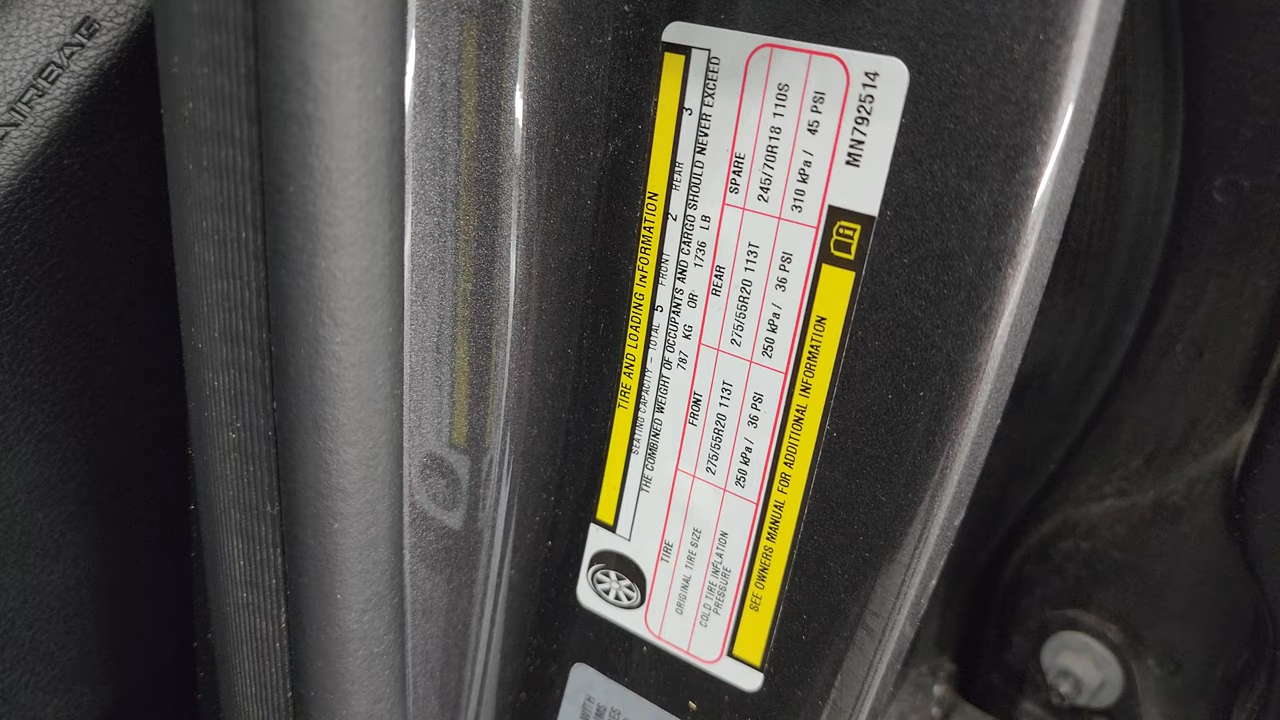 AIRBAG
TIRE AND LOADING INFORMATION
SEATING CAPACITY - TOTAL 5 FRONT 2 REAR 3
THE COMBINED WEIGHT OF OCCUPANTS AND CARGO SHOULD NEVER EXCEED
787 KG OR 1736 LB
TIRE FRONT REAR SPARE
ORIGINAL TIRE SIZE 275/55R20 113T 275/55R20 113T 245/70R18 110S
COLD TIRE INFLATION PRESSURE 250 kPa / 36 PSI 250 kPa / 36 PSI 310 kPa / 45 PSI
SEE OWNERS MANUAL FOR ADDITIONAL INFORMATION
MN792514
WITH